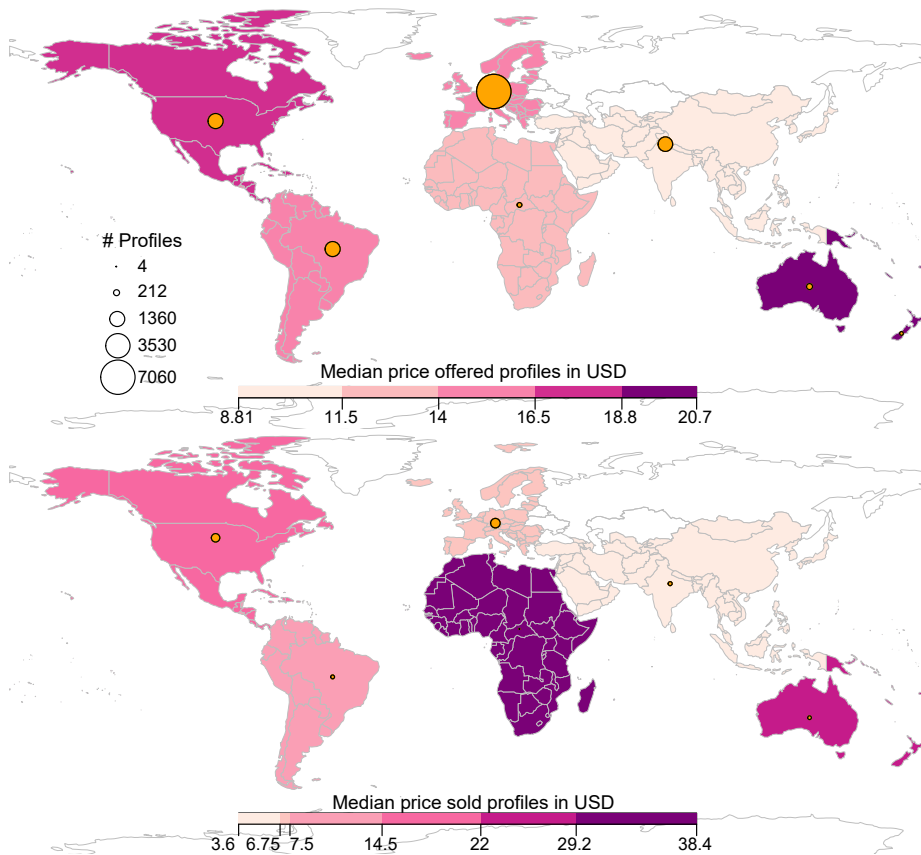 # Profiles
4
212
1360
3530
7060
Median price offered profiles in USD
8.81 11.5 14 16.5 18.8 20.7
Median price sold profiles in USD
3.6 6.75 7.5 14.5 22 29.2 38.4